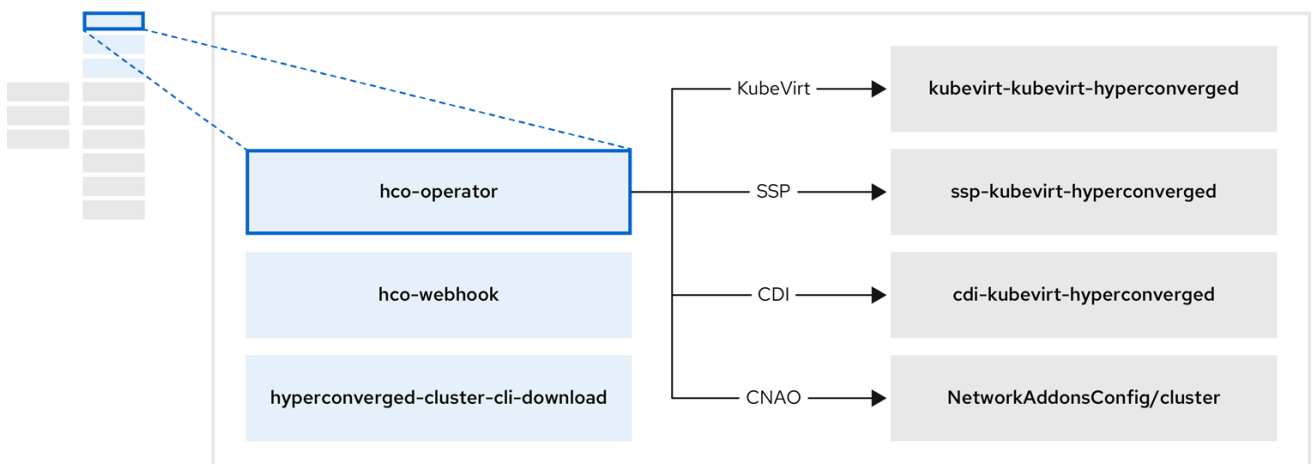 KubeVirt
kubevirt-kubevirt-hyperconverged
hco-operator
SSP
ssp-kubevirt-hyperconverged
hco-webhook
CDI
cdi-kubevirt-hyperconverged
hyperconverged-cluster-cli-download
CNAO
NetworkAddonsConfig/cluster